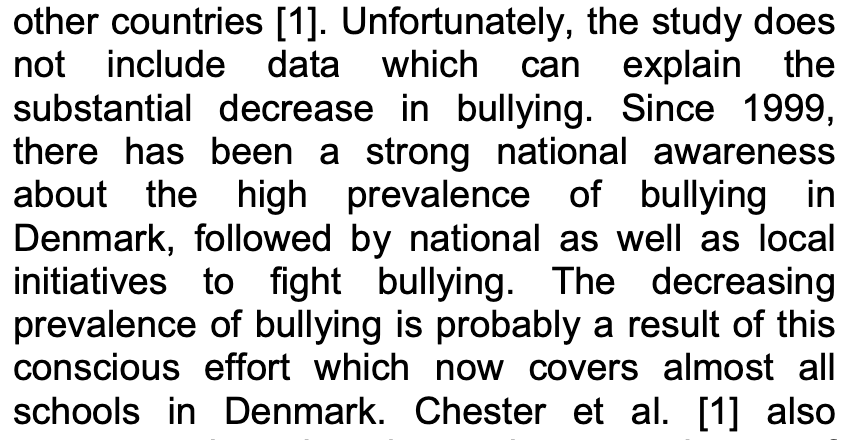 other countries [1]. Unfortunately, the study does
not include data which can explain the
substantial decrease in bullying. Since 1999,
there has been a strong national awareness
about the high prevalence of bullying in
Denmark, followed by national as well as local
initiatives to fight bullying. The decreasing
prevalence of bullying is probably a result of this
conscious effort which now covers almost all
schools in Denmark. Chester et al. [1] also